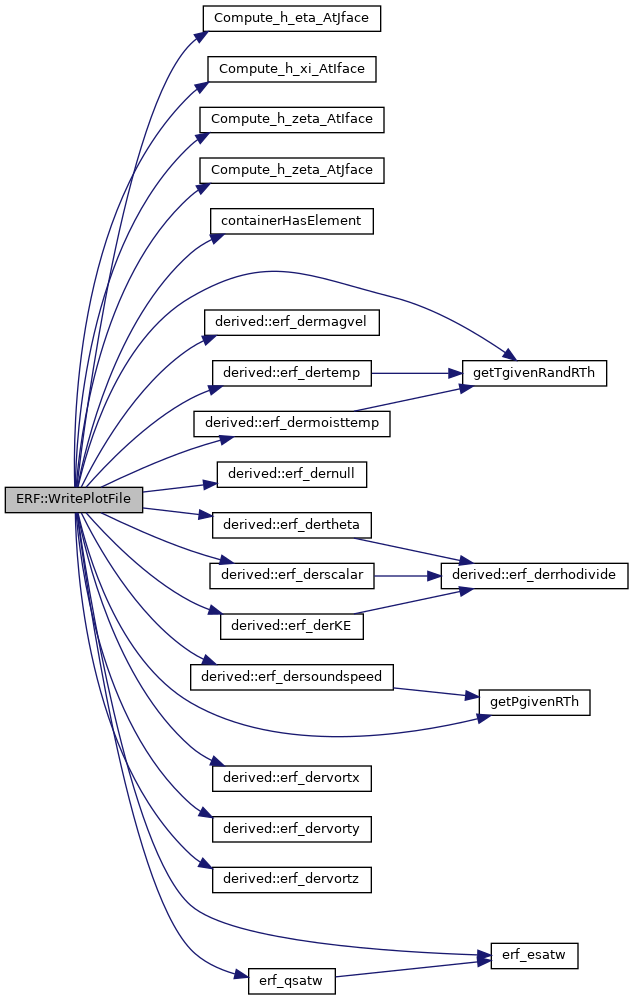 Compute_h_eta_AtJface
Compute_h_xi_AtIface
Compute_h_zeta_AtIface
Compute_h_zeta_AtJface
containerHasElement
derived::erf_dermagvel
derived::erf_dertemp
getTgivenRandRTh
derived::erf_dermoisttemp
derived::erf_dernull
ERF::WritePlotFile
derived::erf_dertheta
derived::erf_derscalar
derived::erf_derrhodivide
derived::erf_derKE
derived::erf_dersoundspeed
getPgivenRTh
derived::erf_dervortx
derived::erf_dervorty
derived::erf_dervortz
erf_esatw
erf_qsatw